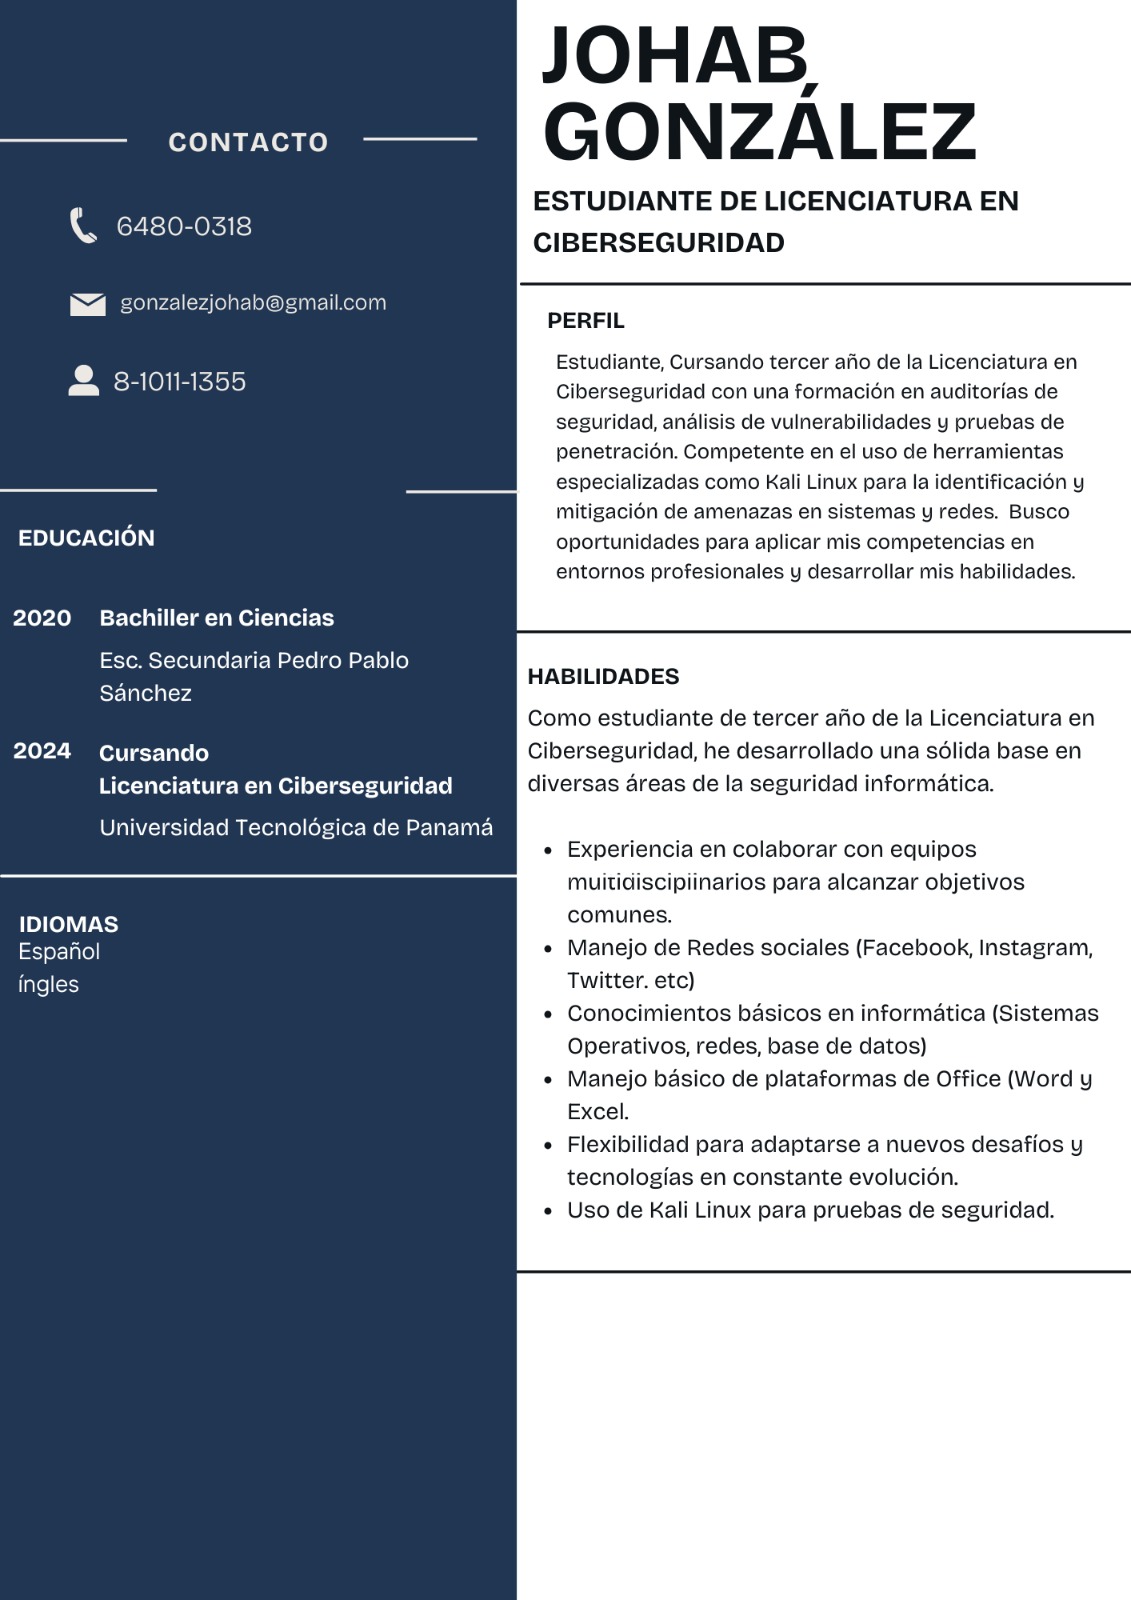 JOHAB
GONZÁLEZ
ESTUDIANTE DE LICENCIATURA EN
CIBERSEGURIDAD
CONTACTO
6480-0318
gonzalezjohab@gmail.com
8-1011-1355
EDUCACIÓN
2020 Bachiller en Ciencias
Esc. Secundaria Pedro Pablo
Sánchez
2024 Cursando
Licenciatura en Ciberseguridad
Universidad Tecnológica de Panamá
IDIOMAS
Español
íngles
PERFIL
Estudiante, Cursando tercer año de la Licenciatura en
Ciberseguridad con una formación en auditorías de
seguridad, análisis de vulnerabilidades y pruebas de
penetración. Competente en el uso de herramientas
especializadas como Kali Linux para la identificación y
mitigación de amenazas en sistemas y redes.  Busco
oportunidades para aplicar mis competencias en
entornos profesionales y desarrollar mis habilidades.
HABILIDADES
Como estudiante de tercer año de la Licenciatura en
Ciberseguridad, he desarrollado una sólida base en
diversas áreas de la seguridad informática.
• Experiencia en colaborar con equipos
muitidiscipiinarios para alcanzar objetivos
comunes.
• Manejo de Redes sociales (Facebook, Instagram,
Twitter. etc)
• Conocimientos básicos en informática (Sistemas
Operativos, redes, base de datos)
• Manejo básico de plataformas de Office (Word y
Excel.
• Flexibilidad para adaptarse a nuevos desafíos y
tecnologías en constante evolución.
• Uso de Kali Linux para pruebas de seguridad.